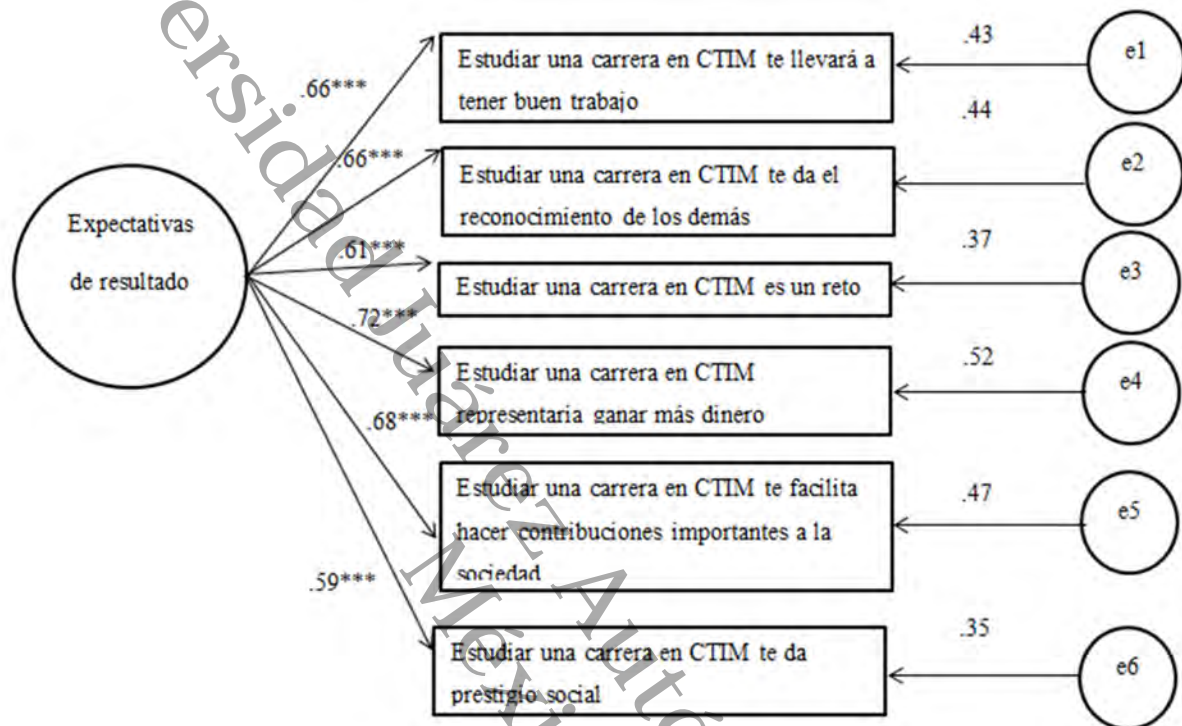 Expectativas
de resultado
.66***
.66***
.61***
.72***
.68***
.59***
Estudiar una carrera en CTIM te llevará a
tener buen trabajo
.43
e1
Estudiar una carrera en CTIM te da el
reconocimiento de los demás
.44
e2
Estudiar una carrera en CTIM es un reto
.37
e3
Estudiar una carrera en CTIM
representaría ganar más dinero
.52
e4
Estudiar una carrera en CTIM te facilita
hacer contribuciones importantes a la
sociedad
.47
e5
Estudiar una carrera en CTIM te da
prestigio social
.35
e6
ersidad Juárez Autó
Méxi